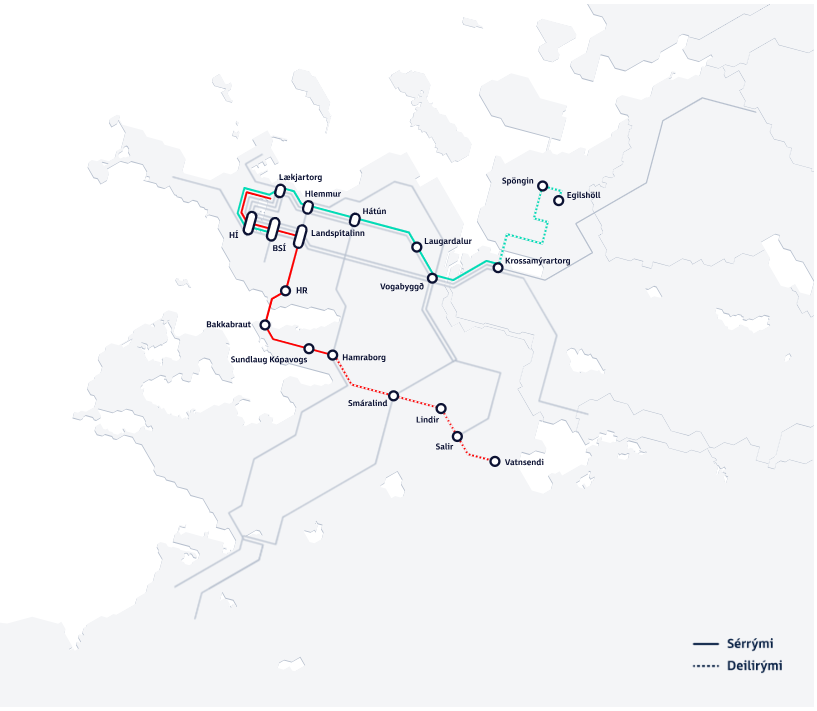 Lækjartorg
Spöngin
Egilshöll
Hlemmur
Hátún
HÍ
BSÍ
Landspítalinn
Laugardalur
Krossamýrartorg
Vogabyggð
HR
Bakkabraut
Sundlaug Kópavogs
Hamraborg
Smáralind
Lindir
Salir
Vatnsendi
Sérrými
Deilirými